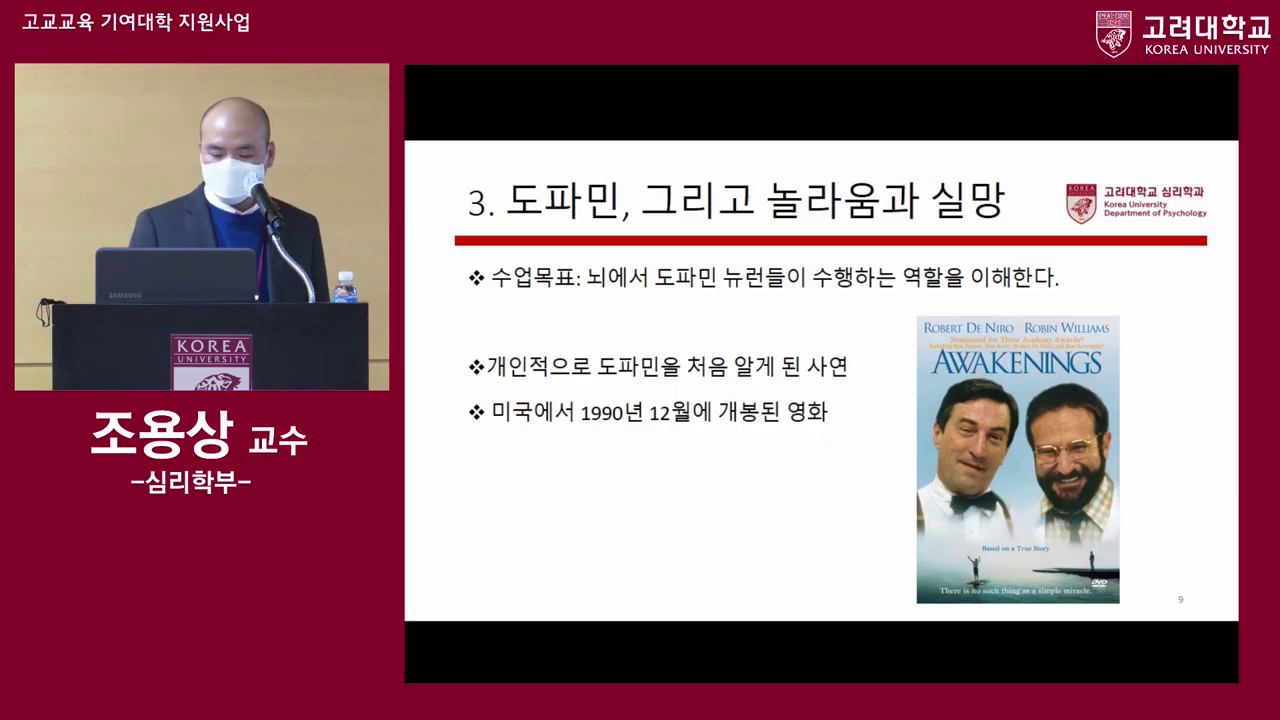 고교교육 기여대학 지원사업
고려대학교
KOREA UNIVERSITY
SAMSUNG
KOREA
UNIVERSITY
조용상 교수
-심리학부-
3. 도파민, 그리고 놀라움과 실망
KOREA
고려대학교 심리학과
Korea University
Department of Psychology
❖ 수업목표: 뇌에서 도파민 뉴런들이 수행하는 역할을 이해한다.
❖개인적으로 도파민을 처음 알게 된 사연
❖ 미국에서 1990년 12월에 개봉된 영화
ROBERT DE NIRO ROBIN WILLIAMS
Nominated for Three Academy Awards®
AWAKENINGS
Based on a True Story
There is no such thing as a simple miracle.
DVD
9